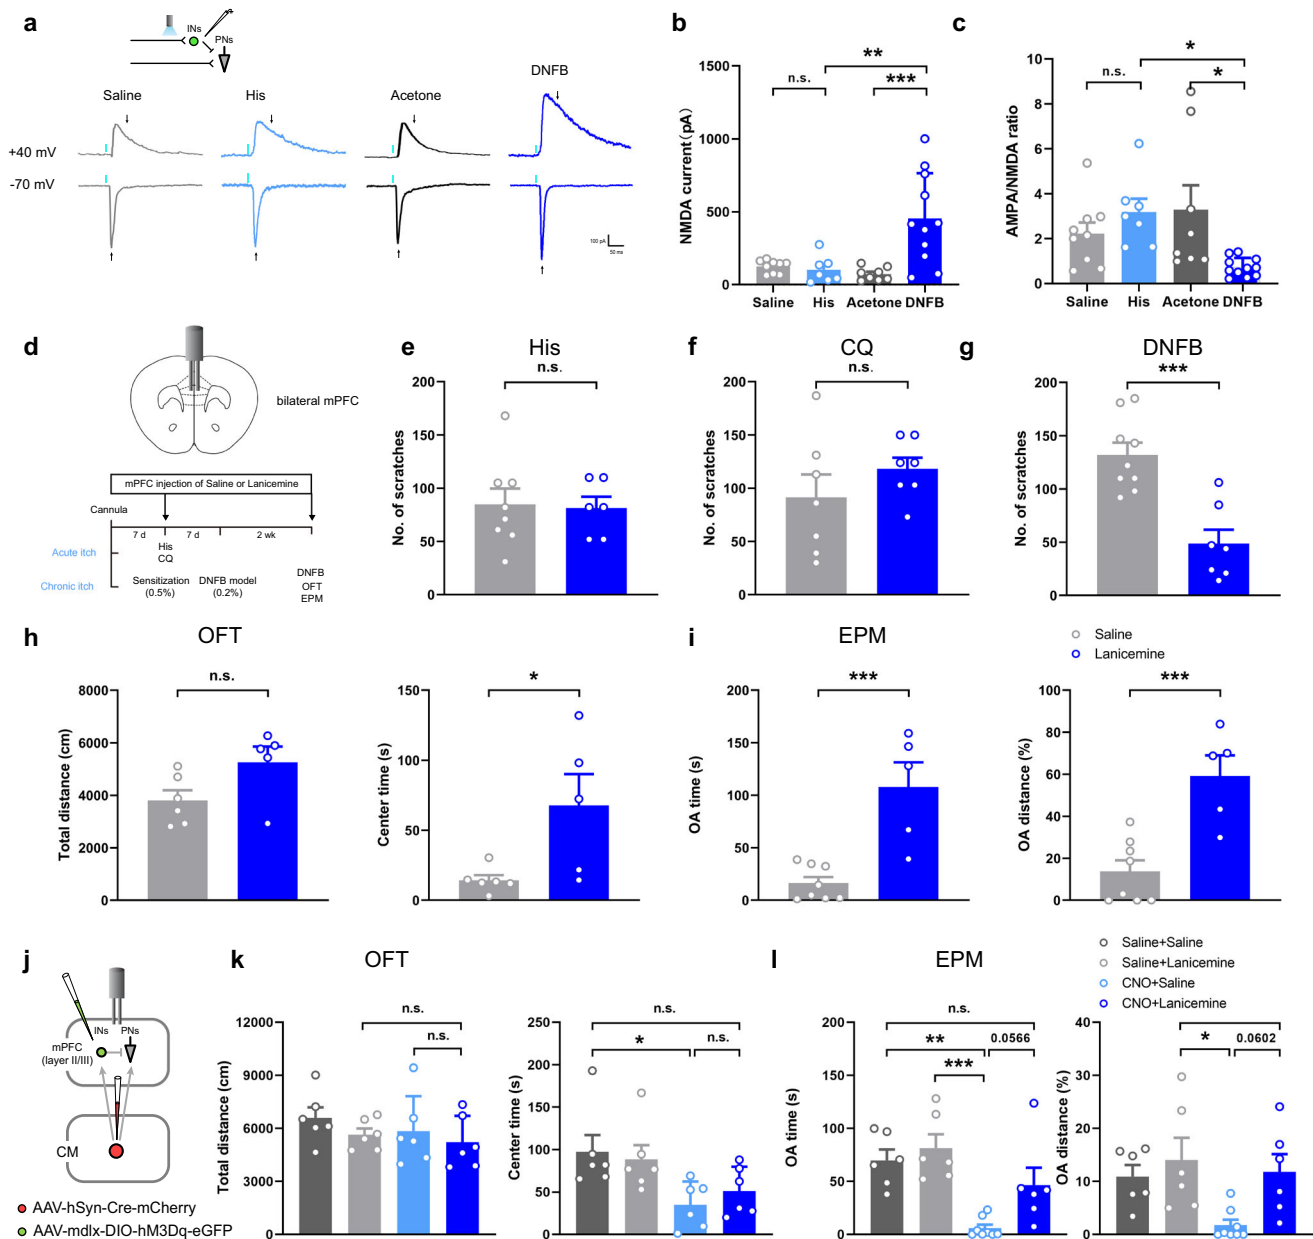 a
INs
PNs
Saline
His
Acetone
DNFB
+40 mV
-70 mV
100 pA
50 ms
b
NMDA current(pA)
1500
1000
500
0
n.s.
**
***
Saline
His
Acetone
DNFB
c
AMPA/NMDA ratio
10
8
6
4
2
0
n.s.
*
*
Saline
His
Acetone
DNFB
d
bilateral mPFC
mPFC injection of Saline or Lanicemine
Cannula
7 d
7 d
2 wk
Acute itch
His
CQ
Chronic itch
Sensitization
(0.5%)
DNFB model
(0.2%)
DNFB
OFT
EPM
e
His
n.s.
No. of scratches
200
150
100
50
0
f
CQ
n.s.
No. of scratches
200
150
100
50
0
g
DNFB
***
No. of scratches
200
150
100
50
0
h
OFT
n.s.
Total distance (cm)
8000
6000
4000
2000
0
*
Center time (s)
150
100
50
0
i
EPM
Saline
Lanicemine
***
OA time (s)
200
150
100
50
0
***
OA distance (%)
100
80
60
40
20
0
j
INs
PNs
mPFC
(layer II/III)
CM
AAV-hSyn-Cre-mCherry
AAV-mdlx-DIO-hM3Dq-eGFP
k
OFT
n.s.
n.s.
Total distance (cm)
12000
9000
6000
3000
0
n.s.
*
n.s.
Center time (s)
250
200
150
100
50
0
l
EPM
Saline+Saline
Saline+Lanicemine
CNO+Saline
CNO+Lanicemine
n.s.
**
0.0566
***
OA time (s)
200
150
100
50
0
n.s.
*
0.0602
OA distance (%)
40
30
20
10
0